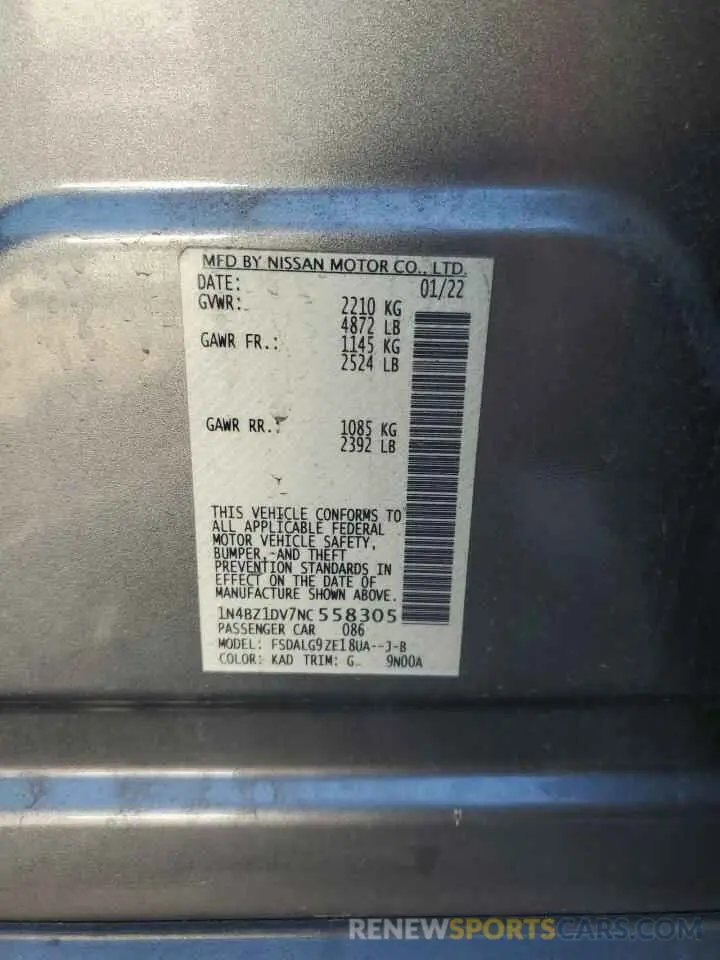 MFD BY NISSAN MOTOR CO., LTD.
DATE: 01/22
GVWR: 2210 KG
4872 LB
GAWR FR.: 1145 KG
2524 LB
GAWR RR.: 1085 KG
2392 LB
THIS VEHICLE CONFORMS TO
ALL APPLICABLE FEDERAL
MOTOR VEHICLE SAFETY,
BUMPER, AND THEFT
PREVENTION STANDARDS IN
EFFECT ON THE DATE OF
MANUFACTURE SHOWN ABOVE.
1N4BZ1DV7NC558305
PASSENGER CAR 086
MODEL: FSDALG9ZE18UA--J-B
COLOR: KAD TRIM: G 9N00A
RENEWSPORTSCARS.COM